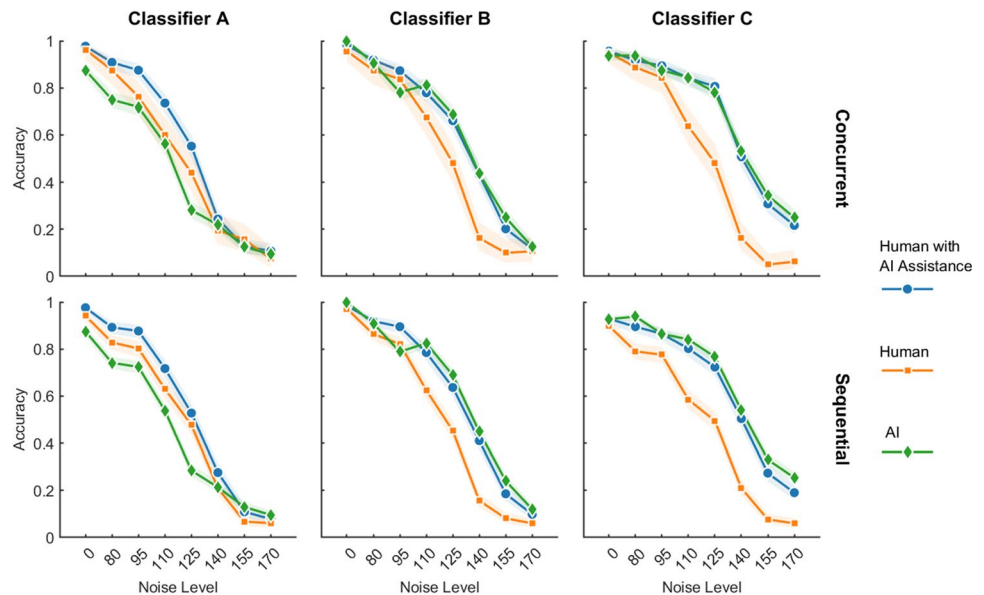 Classifier A
Classifier B
Classifier C
1
0.8
0.6
0.4
0.2
0
Accuracy
Concurrent
1
0.8
0.6
0.4
0.2
0
Accuracy
Sequential
0 80 95 110 125 140 155 170
0 80 95 110 125 140 155 170
0 80 95 110 125 140 155 170
Noise Level
Noise Level
Noise Level
Human with
AI Assistance
Human
AI